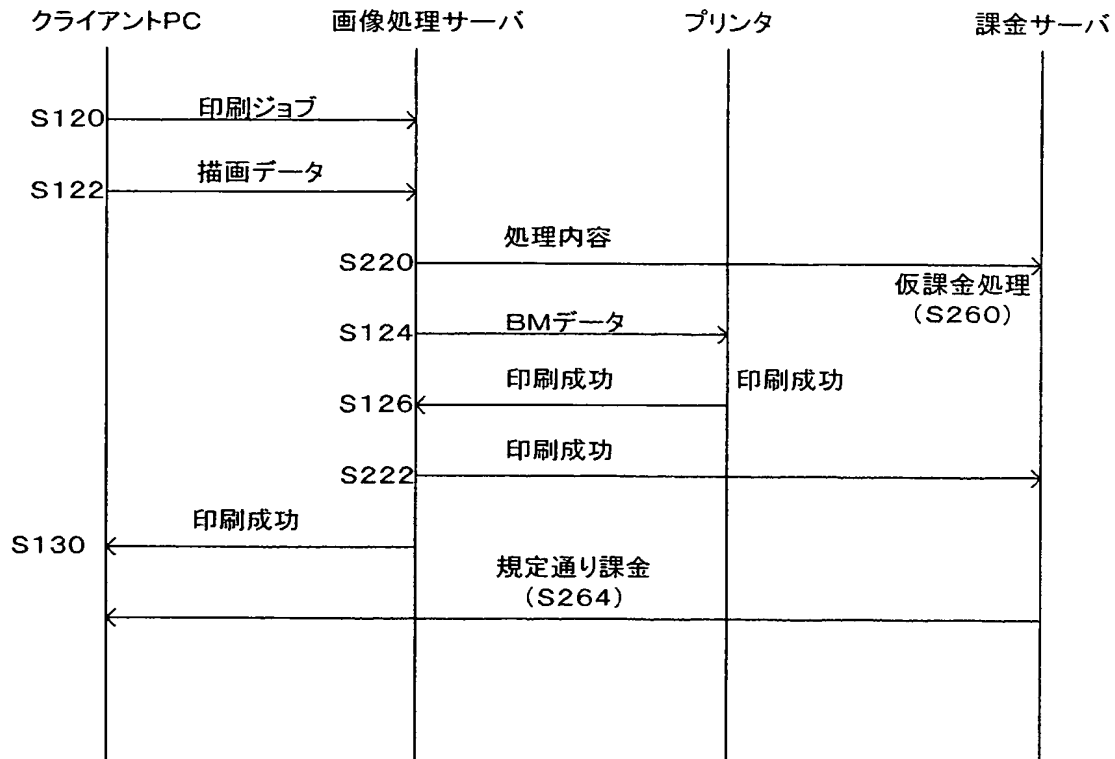 クライアントPC
画像処理サーバ
プリンタ
課金サーバ
S120
印刷ジョブ
S122
描画データ
S220
処理内容
仮課金処理
(S260)
S124
BMデータ
S126
印刷成功
印刷成功
S222
印刷成功
S130
印刷成功
規定通り課金
(S264)